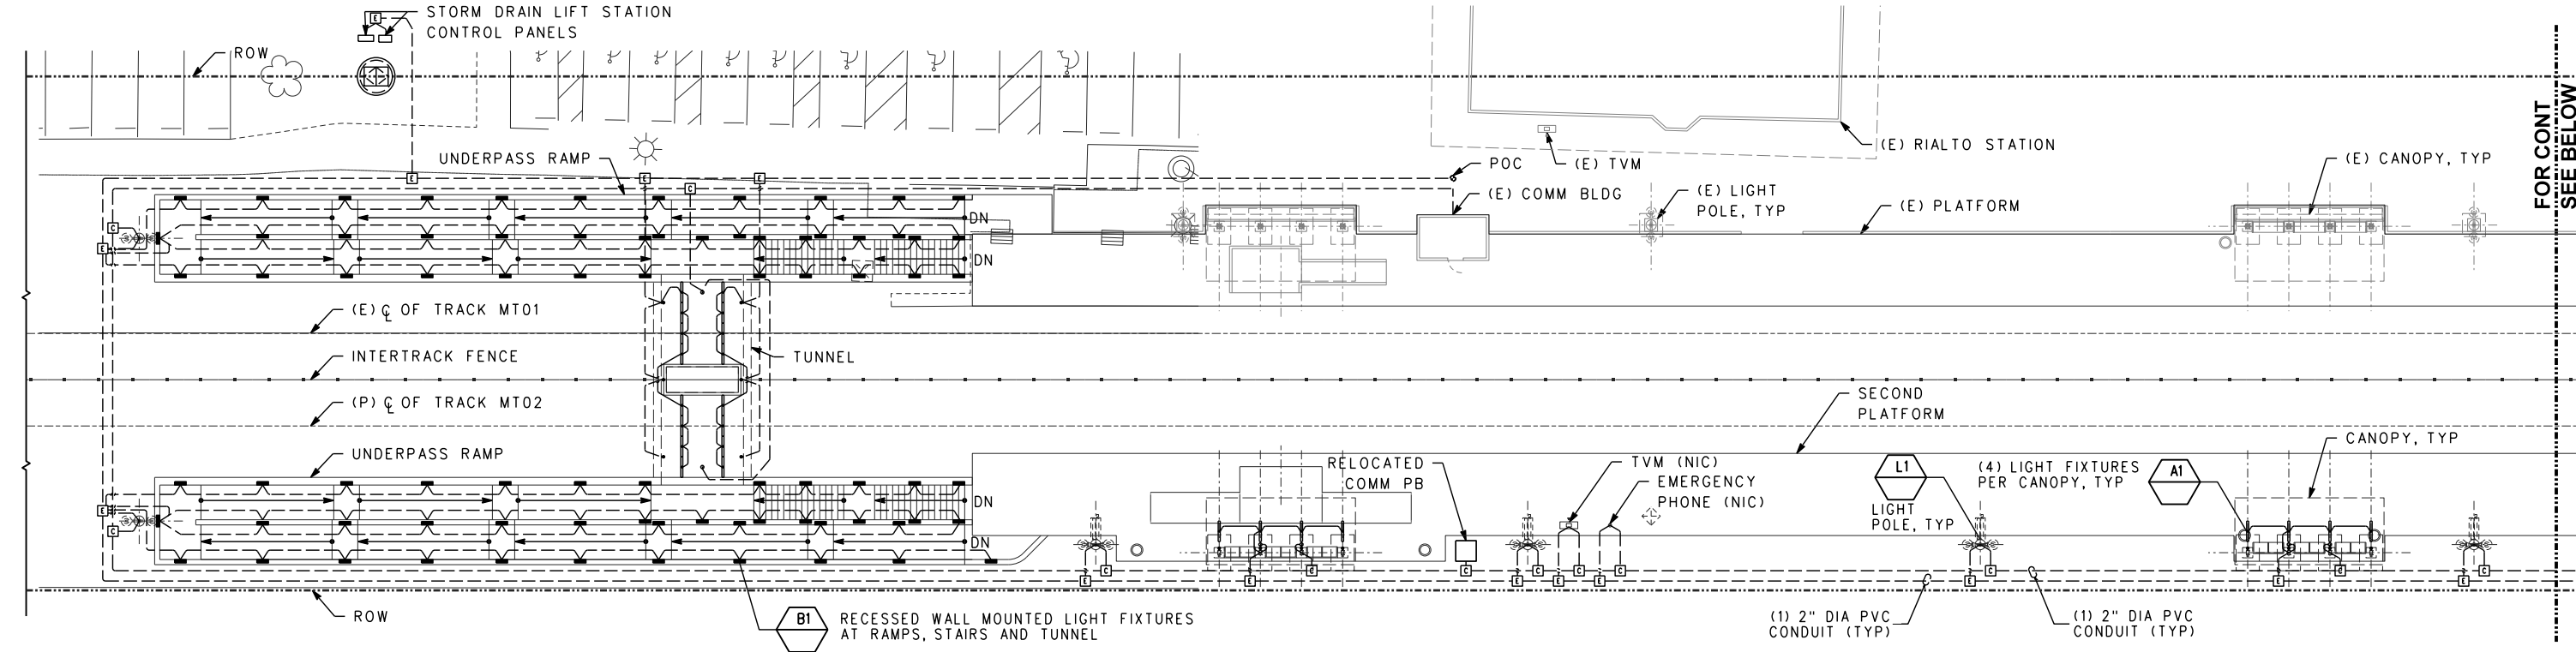 STORM DRAIN LIFT STATION
CONTROL PANELS
E
ROW
FOR CONT
SEE BELOW
UNDERPASS RAMP
POC
(E) TVM
(E) RIALTO STATION
(E) CANOPY, TYP
E
E
C
E
(E) COMM BLDG
(E) LIGHT
POLE, TYP
(E) PLATFORM
C
E
DN
DN
(E) ℄ OF TRACK MT01
INTERTRACK FENCE
TUNNEL
(P) ℄ OF TRACK MT02
SECOND
PLATFORM
UNDERPASS RAMP
RELOCATED
COMM PB
TVM (NIC)
EMERGENCY
PHONE (NIC)
L1
LIGHT
POLE, TYP
(4) LIGHT FIXTURES
PER CANOPY, TYP
A1
CANOPY, TYP
E
C
DN
DN
C
E
C
E
C
C
E
C
E
C
E
C
E
C
E
C
E
ROW
B1
RECESSED WALL MOUNTED LIGHT FIXTURES
AT RAMPS, STAIRS AND TUNNEL
(1) 2" DIA PVC
CONDUIT (TYP)
(1) 2" DIA PVC
CONDUIT (TYP)